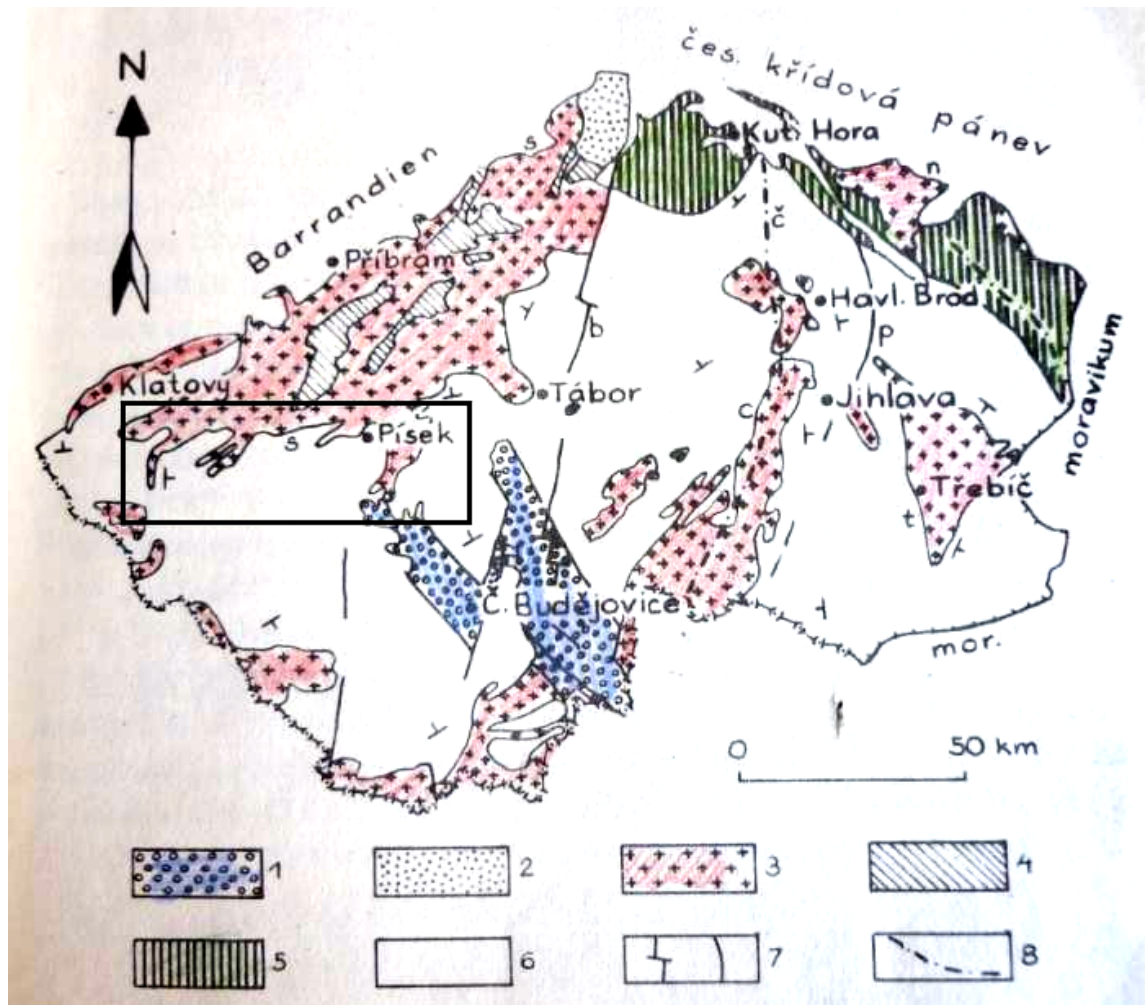 N
čes. křídová pánev
Kut. Hora
Barrandien
s
n
č
Příbram
Havl. Brod
b
p
moravikum
Klatovy
Tábor
Jihlava
c
s
Písek
Třebíč
t
Č. Budějovice
mor.
0 50 km
1 2 3 4
5 6 7 8